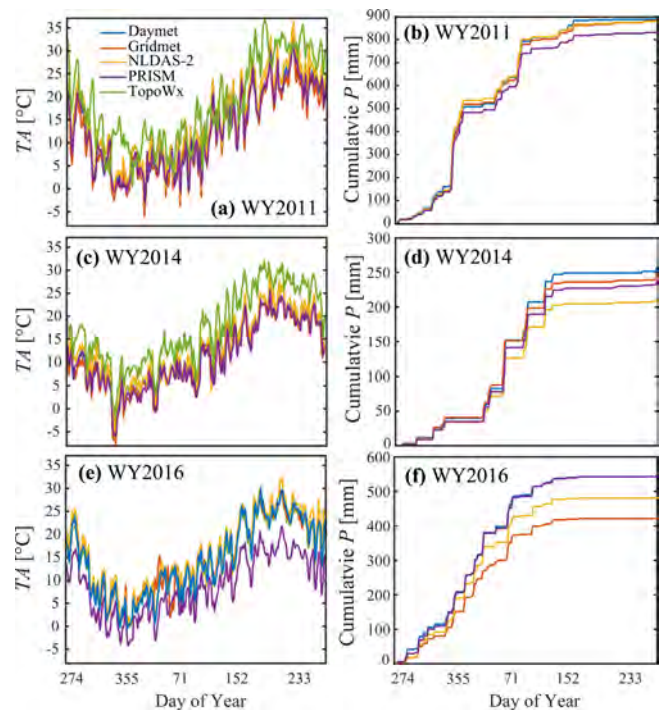 35
30
25
20
15
10
5
0
-5
TA [°C]
Daymet
Gridmet
NLDAS-2
PRISM
TopoWx
(a) WY2011
900
800
700
600
500
400
300
200
100
0
Cumulatvie P [mm]
(b) WY2011
35
30
25
20
15
10
5
0
-5
TA [°C]
(c) WY2014
300
250
200
150
100
50
0
Cumulatvie P [mm]
(d) WY2014
35
30
25
20
15
10
5
0
-5
TA [°C]
(e) WY2016
274 355 71 152 233
Day of Year
600
500
400
300
200
100
0
Cumulatvie P [mm]
(f) WY2016
274 355 71 152 233
Day of Year